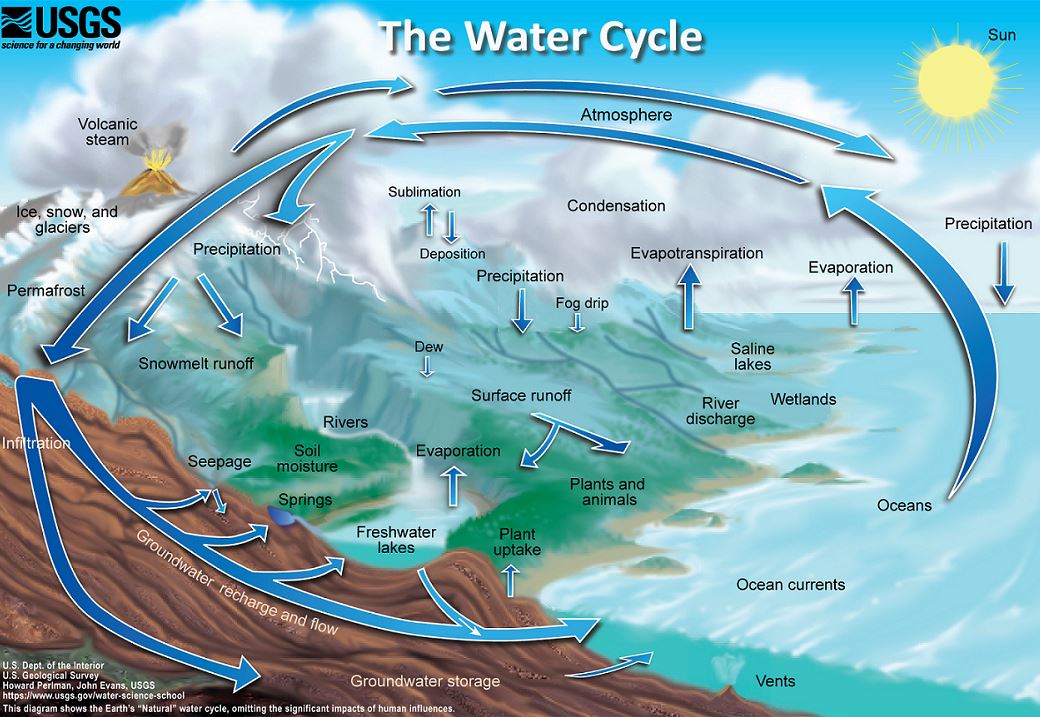 USGS
science for a changing world
The Water Cycle
Sun
Atmosphere
Volcanic
steam
Sublimation
Ice, snow, and
glaciers
Condensation
Precipitation
Precipitation
Deposition
Evapotranspiration
Evaporation
Precipitation
Permafrost
Fog drip
Dew
Saline
lakes
Snowmelt runoff
Surface runoff
Wetlands
River
discharge
Rivers
Infiltration
Soil
moisture
Evaporation
Seepage
Plants and
animals
Springs
Oceans
Freshwater
lakes
Plant
uptake
Groundwater recharge and flow
Ocean currents
Groundwater storage
Vents
U.S. Dept. of the Interior
U.S. Geological Survey
Howard Perlman, John Evans, USGS
https://www.usgs.gov/water-science-school
This diagram shows the Earth's "Natural" water cycle, omitting the significant impacts of human influences.